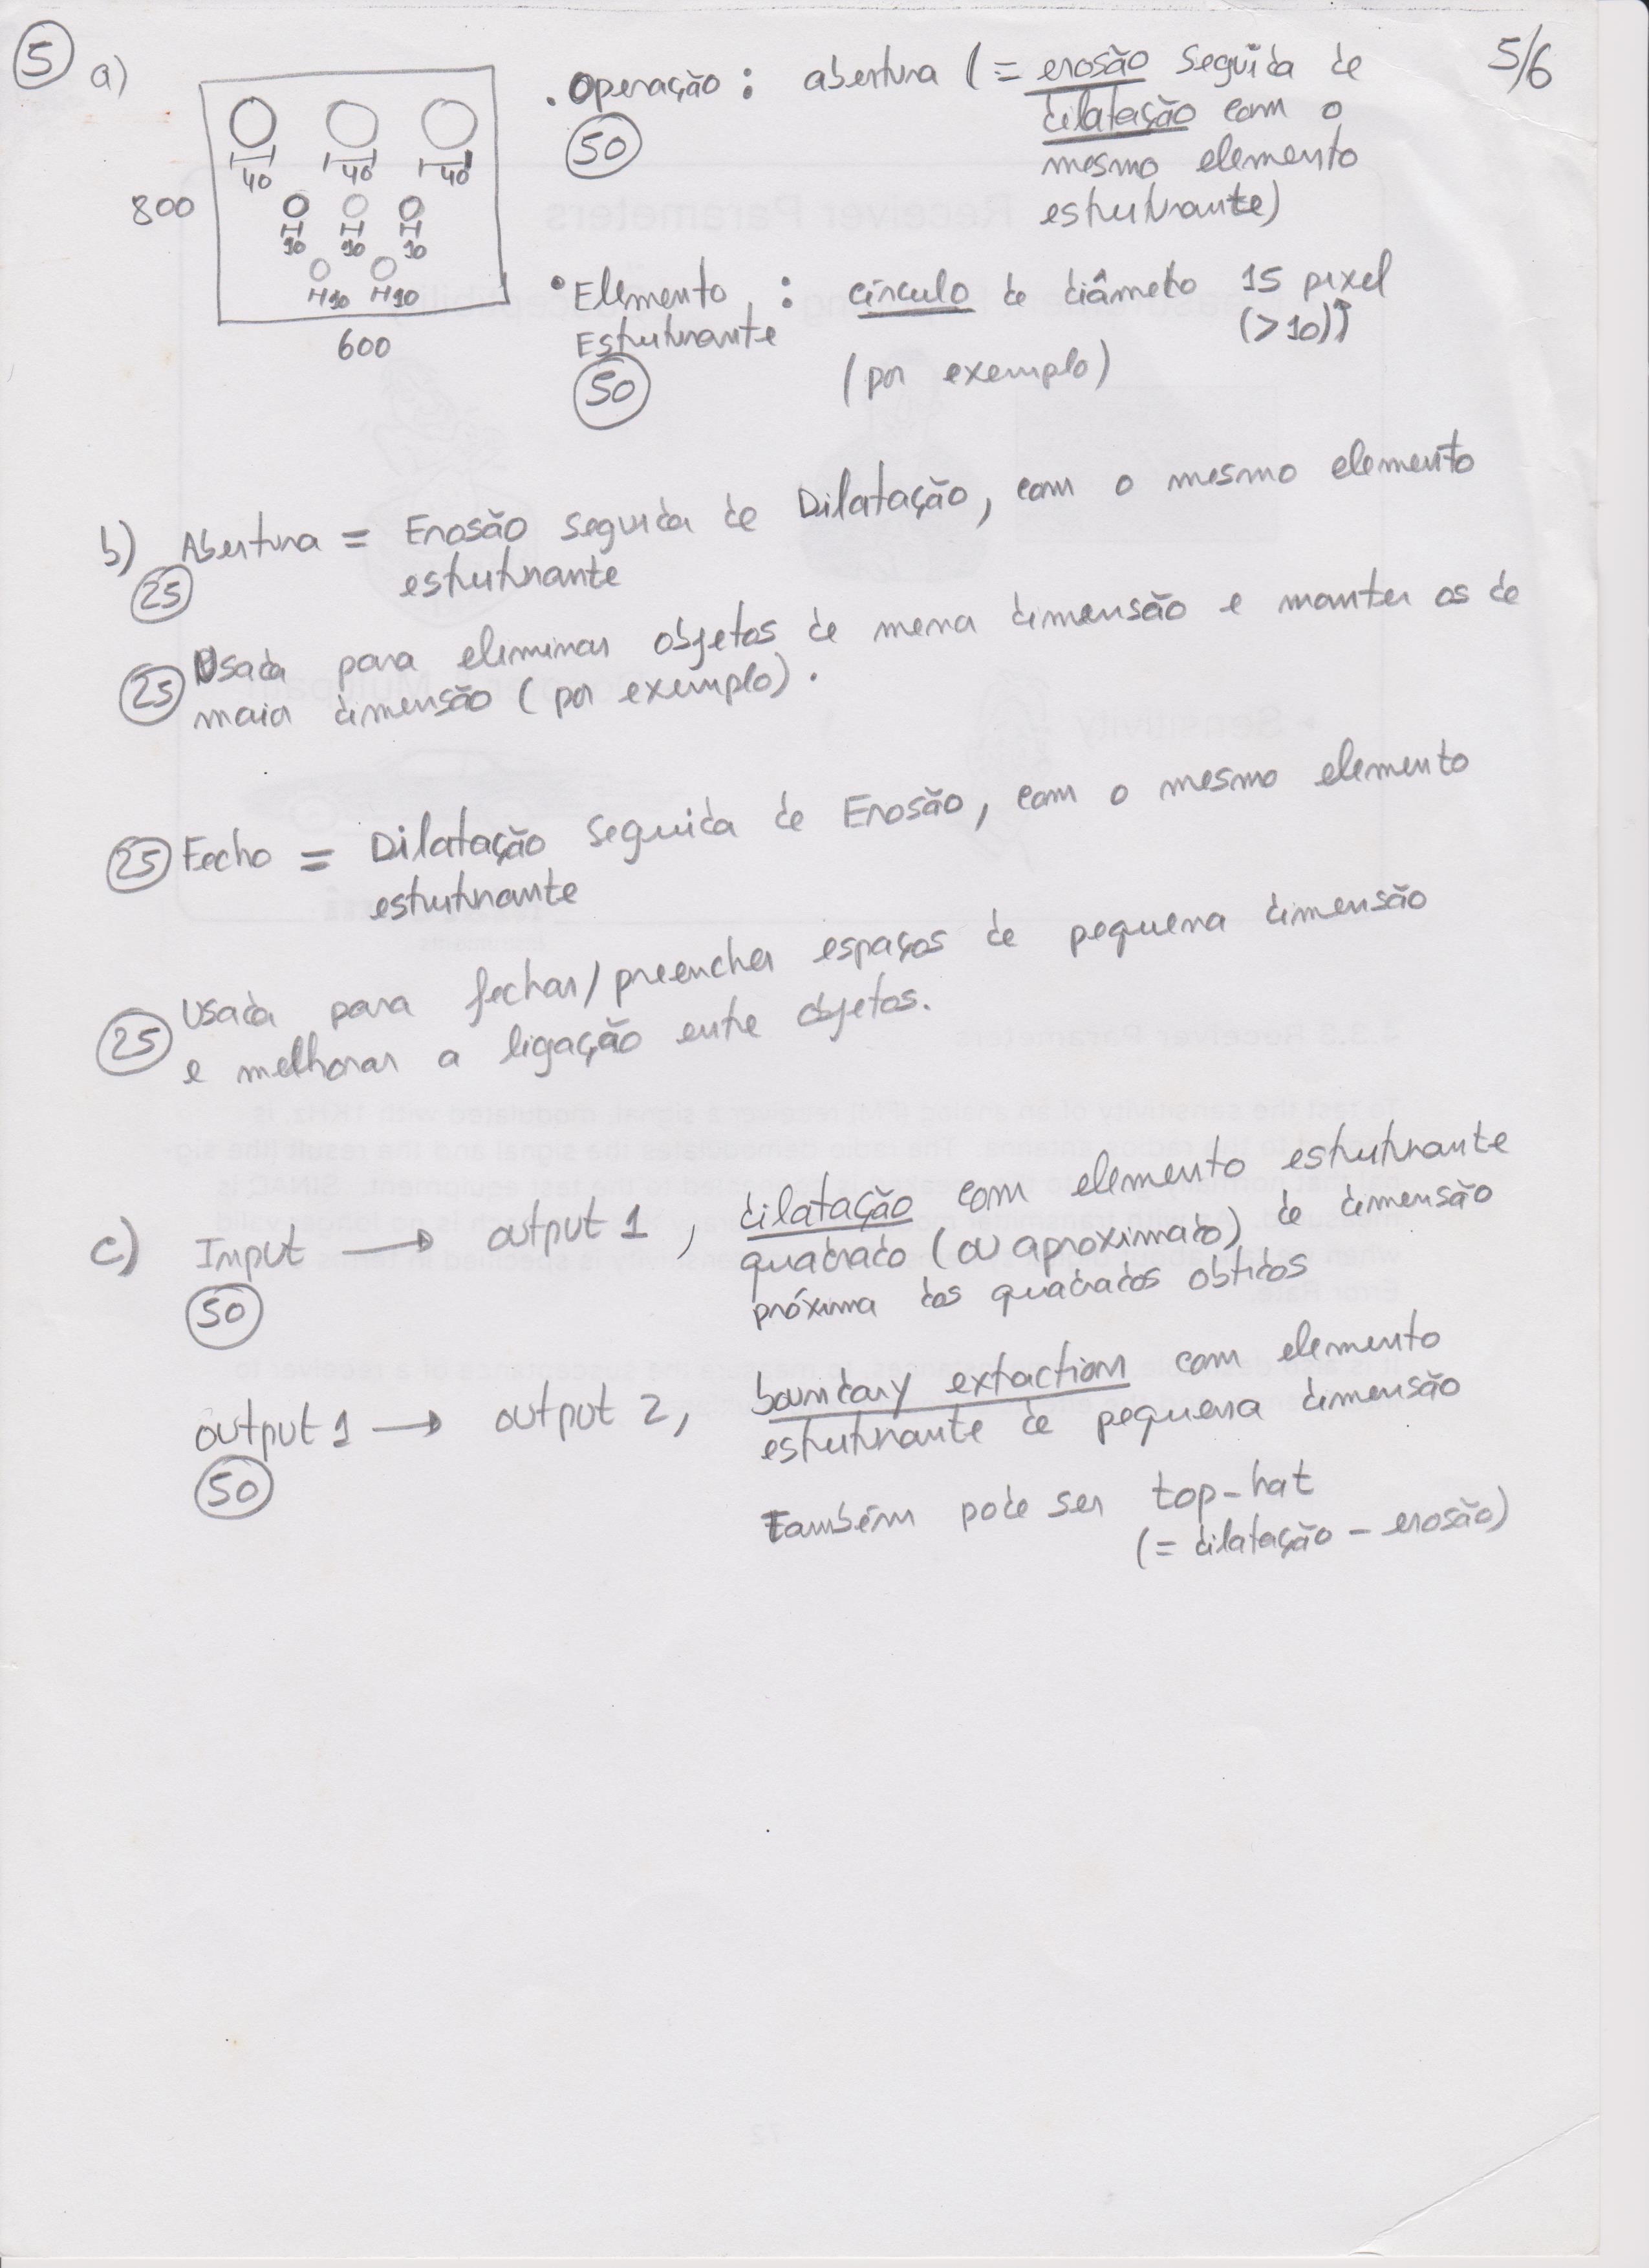 5 a)
5/6
40 40 40
800
10 10 10
10 10
600
. Operação : abertura ( = erosão seguida de
dilatação com o
mesmo elemento
estruturante)
50
• Elemento : círculo de diâmetro 15 pixel
Estruturante (>10)
(por exemplo)
50
b) Abertura = Erosão seguida de Dilatação, com o mesmo elemento
estruturante
25
Usada para eliminar objetos de menor dimensão e manter os de
25
maior dimensão ( por exemplo).
25 Fecho = Dilatação seguida de Erosão, com o mesmo elemento
estruturante
Usada para fechar/preencher espaços de pequena dimensão
25
e melhorar a ligação entre objetos.
c) Input → output 1 , dilatação com elemento estruturante
quadrado (ou aproximado) de dimensão
próxima dos quadrados obtidos
50
output 1 → output 2, boundary extraction com elemento
estruturante de pequena dimensão
50
Também pode ser top-hat
(= dilatação - erosão)